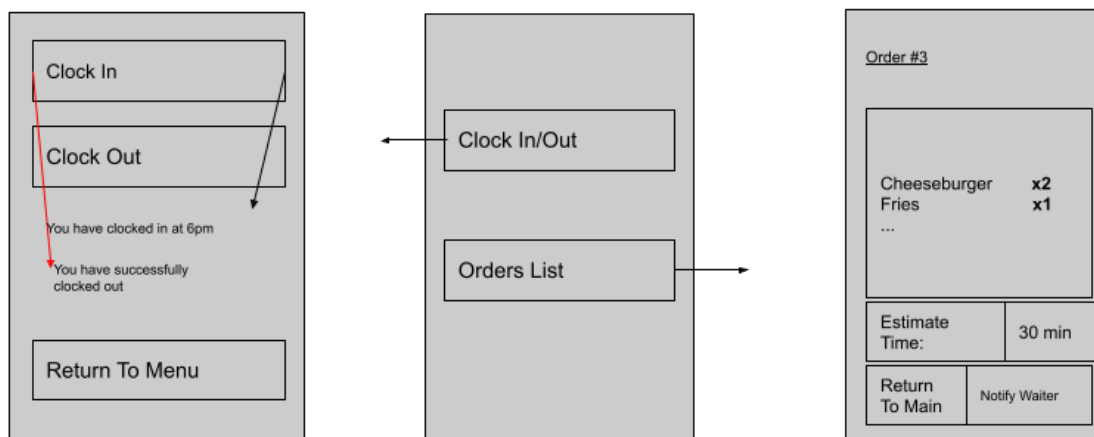 Clock In
Clock Out
You have clocked in at 6pm
You have successfully
clocked out
Return To Menu
Clock In/Out
Orders List
Order #3
Cheeseburger x2
Fries x1
...
Estimate
Time:
30 min
Return
To Main
Notify Waiter